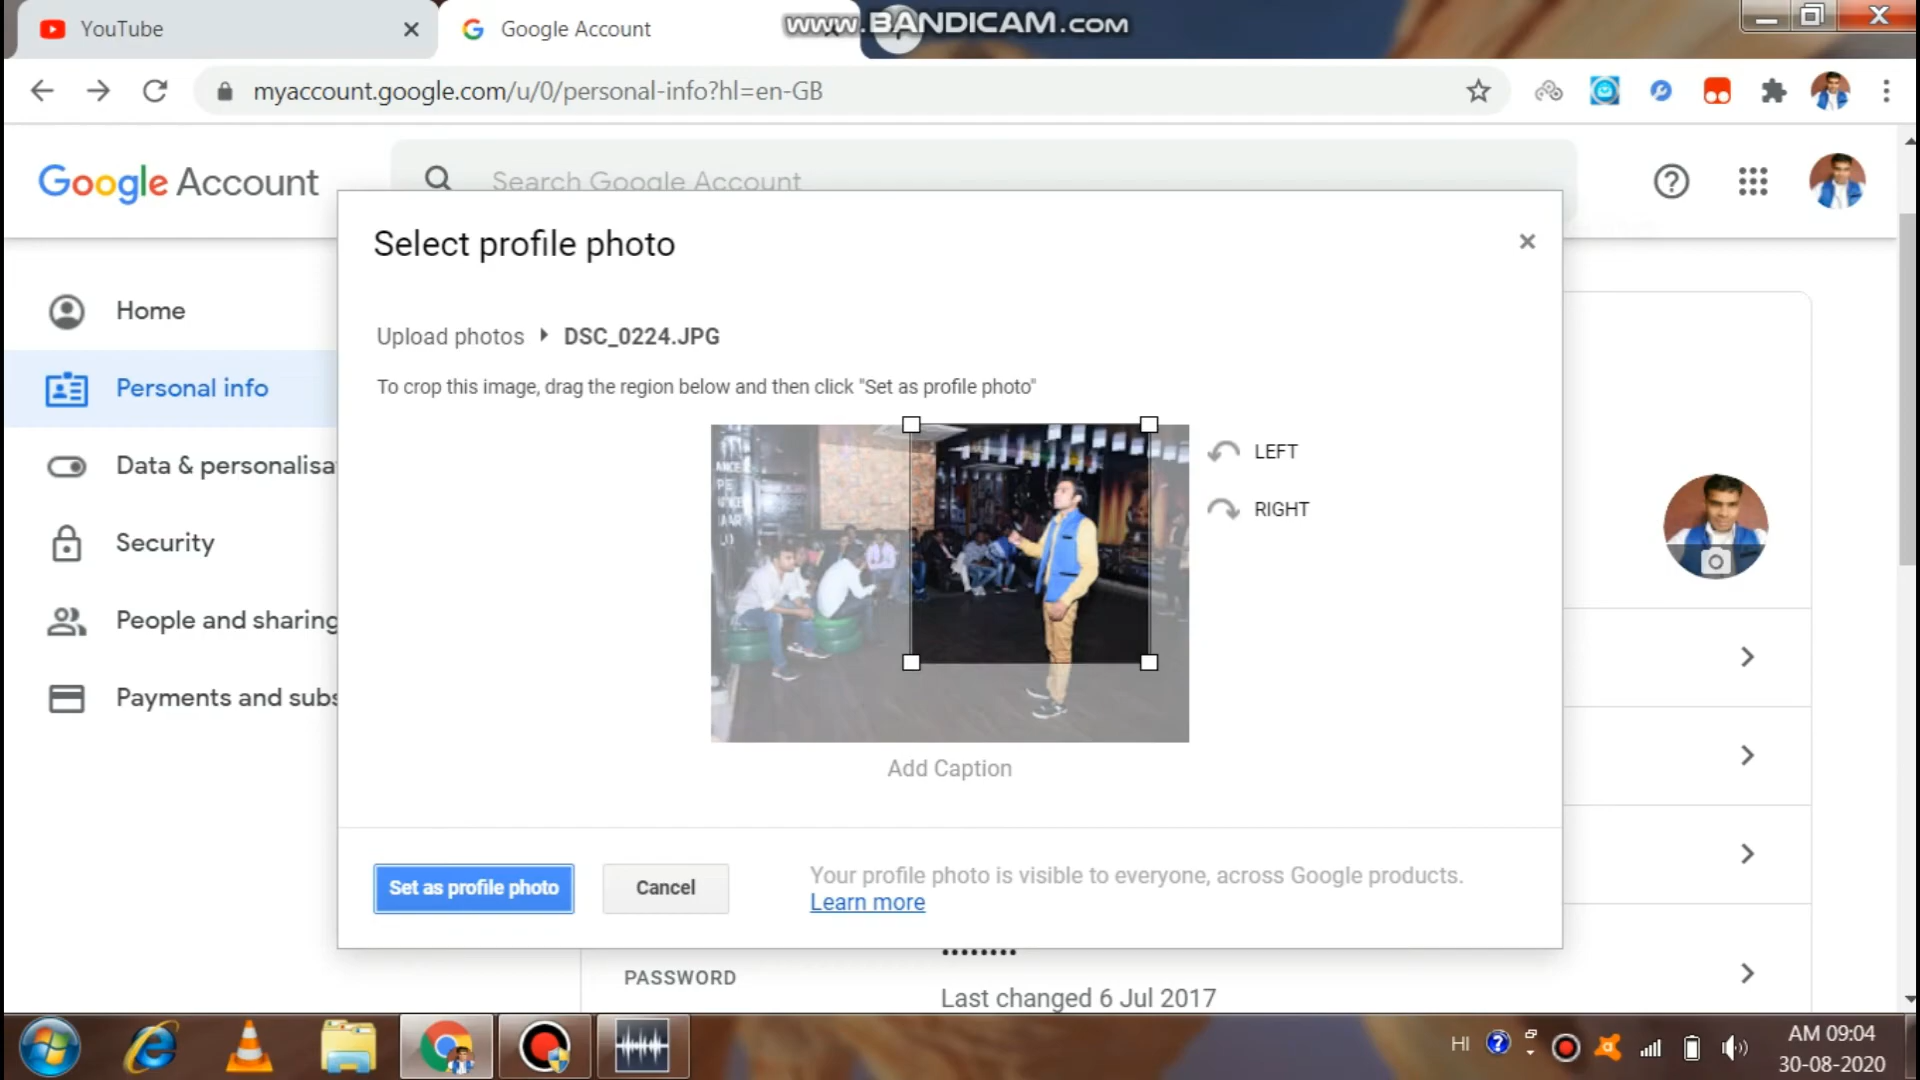 YouTube
Google Account
www.BANDICAM.com
myaccount.google.com/u/0/personal-info?hl=en-GB
Google Account
Search Google Account
Select profile photo
Home
Upload photos
DSC_0224.JPG
Personal info
To crop this image, drag the region below and then click "Set as profile photo"
LEFT
Data & personalisa
RIGHT
Security
People and sharing
Payments and subs
Add Caption
Set as profile photo
Cancel
Your profile photo is visible to everyone, across Google products.
Learn more
••••••••
PASSWORD
Last changed 6 Jul 2017
HI
AM 09:04
30-08-2020